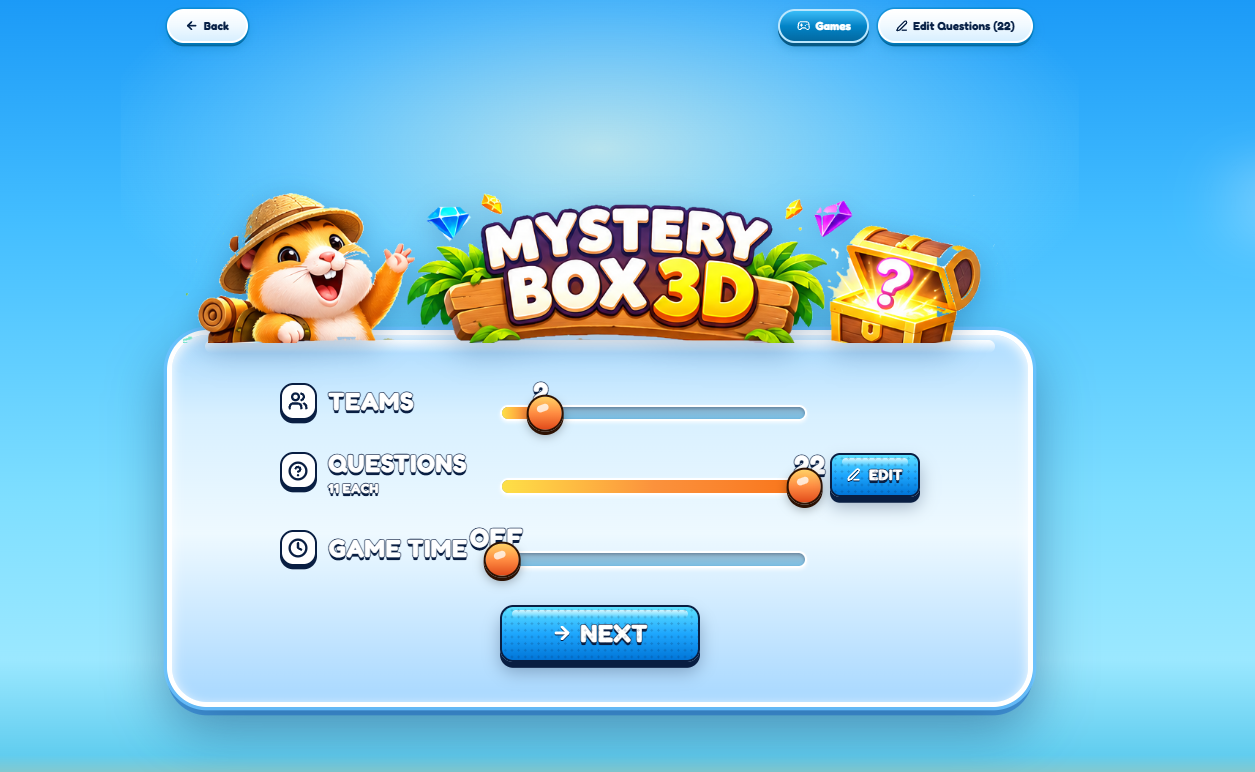 Back
Games
Edit Questions (22)
MYSTERY
BOX 3D
?
TEAMS
2
QUESTIONS
22
11 EACH
EDIT
GAME TIME
OFF
NEXT